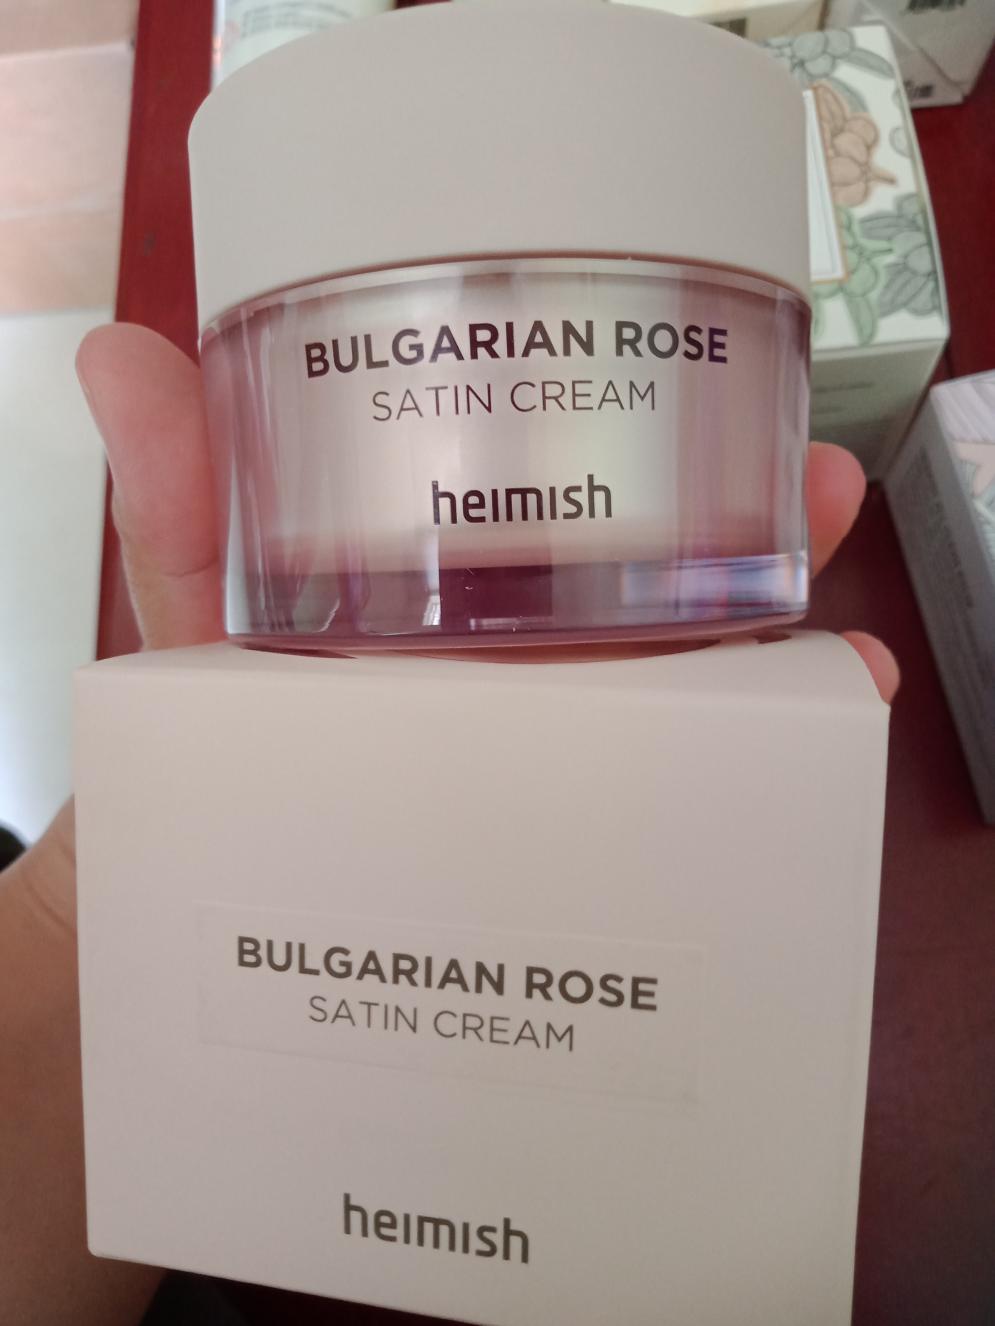 BULGARIAN ROSE
SATIN CREAM
heimish
BULGARIAN ROSE
SATIN CREAM
heimish